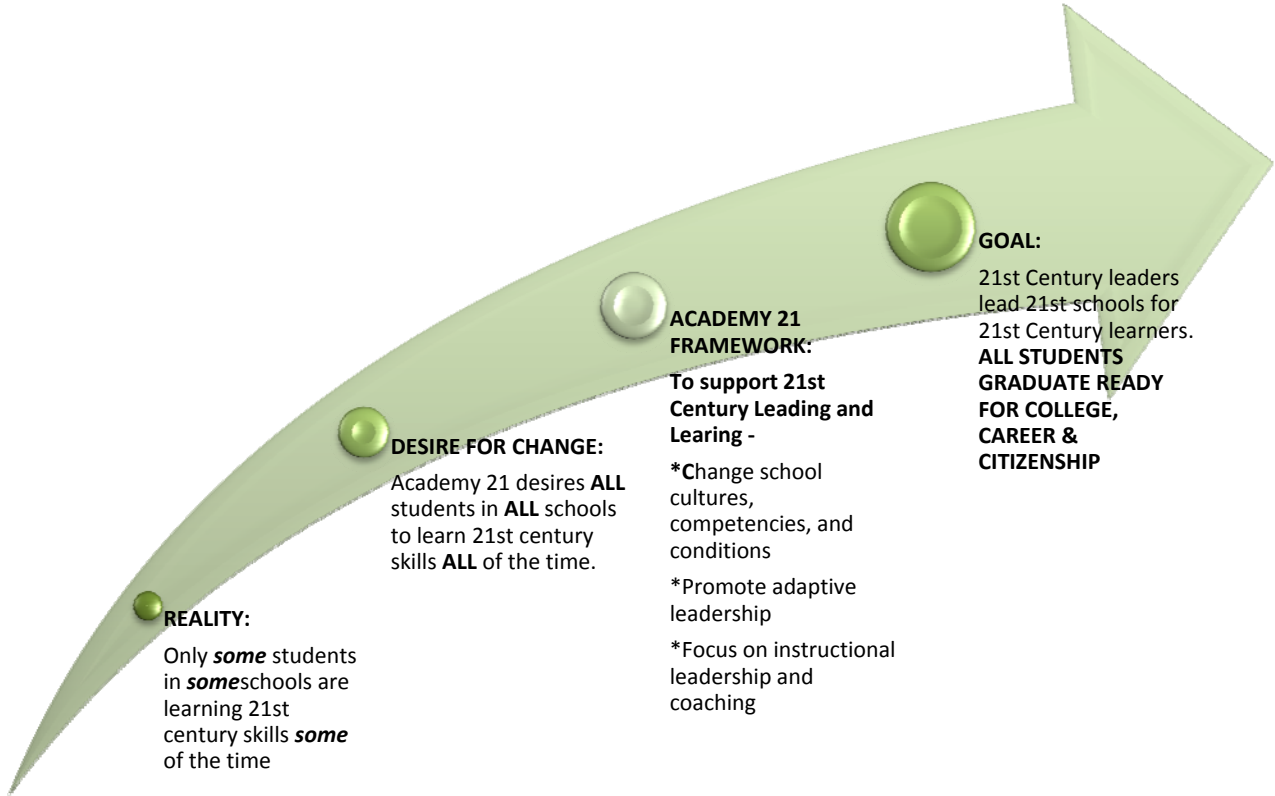 REALITY:
Only some students
in someschools are
learning 21st
century skills some
of the time
DESIRE FOR CHANGE:
Academy 21 desires ALL
students in ALL schools
to learn 21st century
skills ALL of the time.
ACADEMY 21
FRAMEWORK:
To support 21st
Century Leading and
Learing -
*Change school
cultures,
competencies, and
conditions
*Promote adaptive
leadership
*Focus on instructional
leadership and
coaching
GOAL:
21st Century leaders
lead 21st schools for
21st Century learners.
ALL STUDENTS
GRADUATE READY
FOR COLLEGE,
CAREER &
CITIZENSHIP